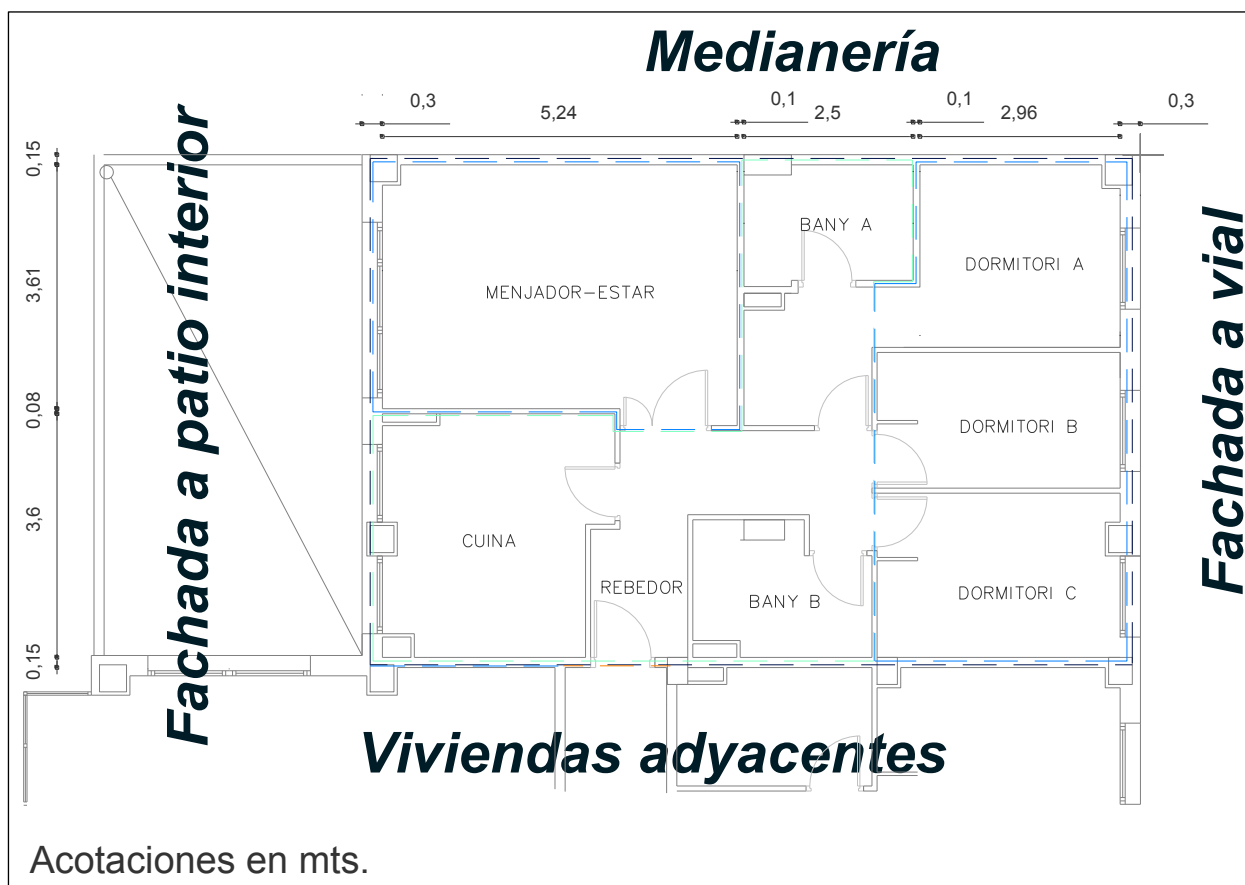 Medianería
0,3
5,24
0,1
2,5
0,1
2,96
0,3
0,15
3,61
0,08
3,6
0,15
Fachada a patio interior
Fachada a vial
BANY A
DORMITORI A
MENJADOR-ESTAR
DORMITORI B
CUINA
REBEDOR
BANY B
DORMITORI C
Viviendas adyacentes
Acotaciones en mts.